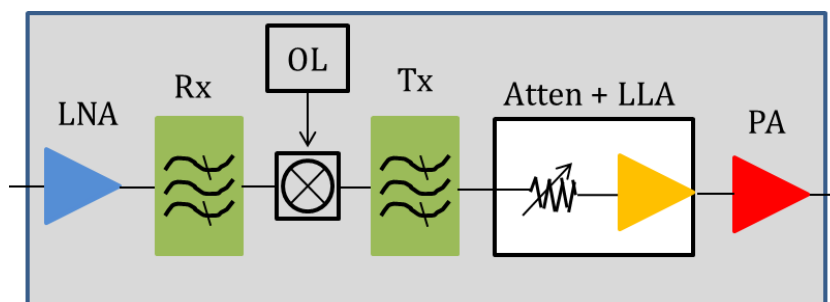 LNA
Rx
OL
Tx
Atten + LLA
PA